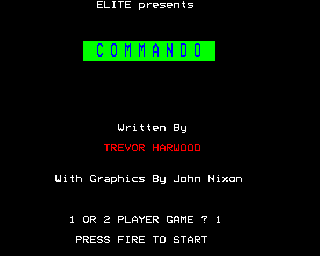 ELITE presents
COMMANDO
Written By
TREVOR HARWOOD
With Graphics By John Nixon
1 OR 2 PLAYER GAME ? 1
PRESS FIRE TO START